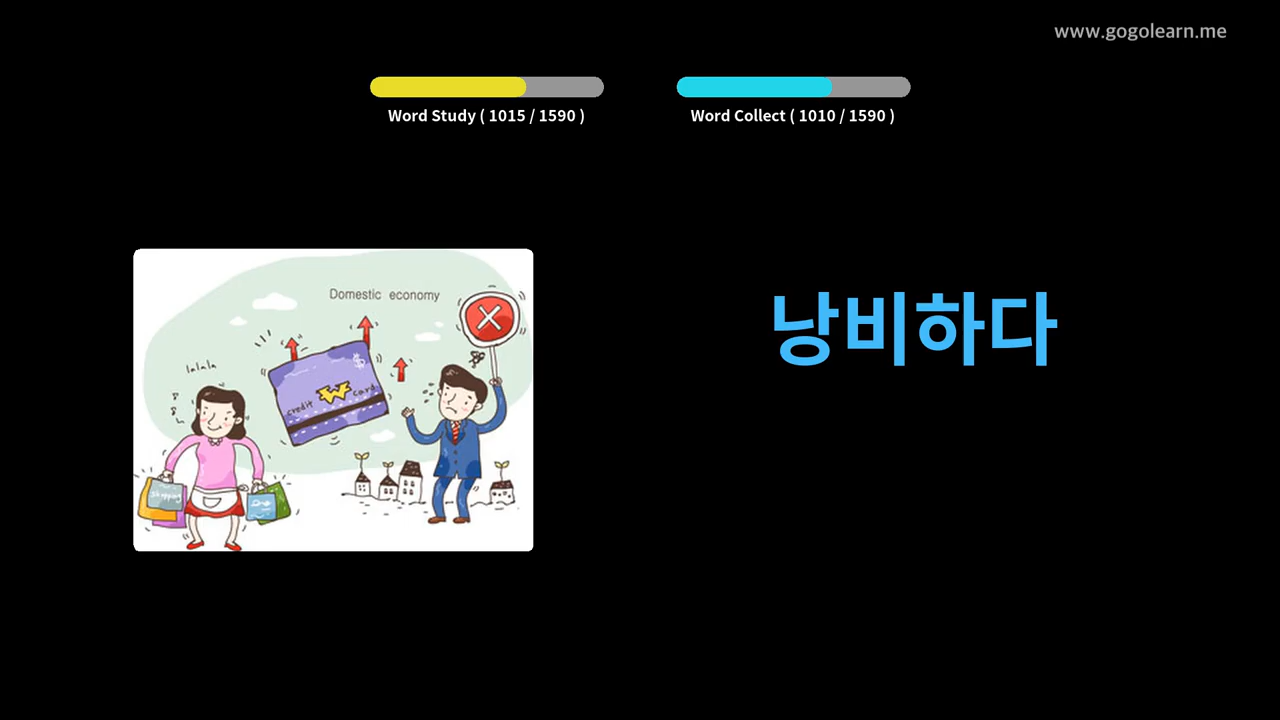 www.gogolearn.me
Word Study ( 1015 / 1590 )
Word Collect ( 1010 / 1590 )
Domestic economy
lalala
$
W
credit card
shopping
낭비하다